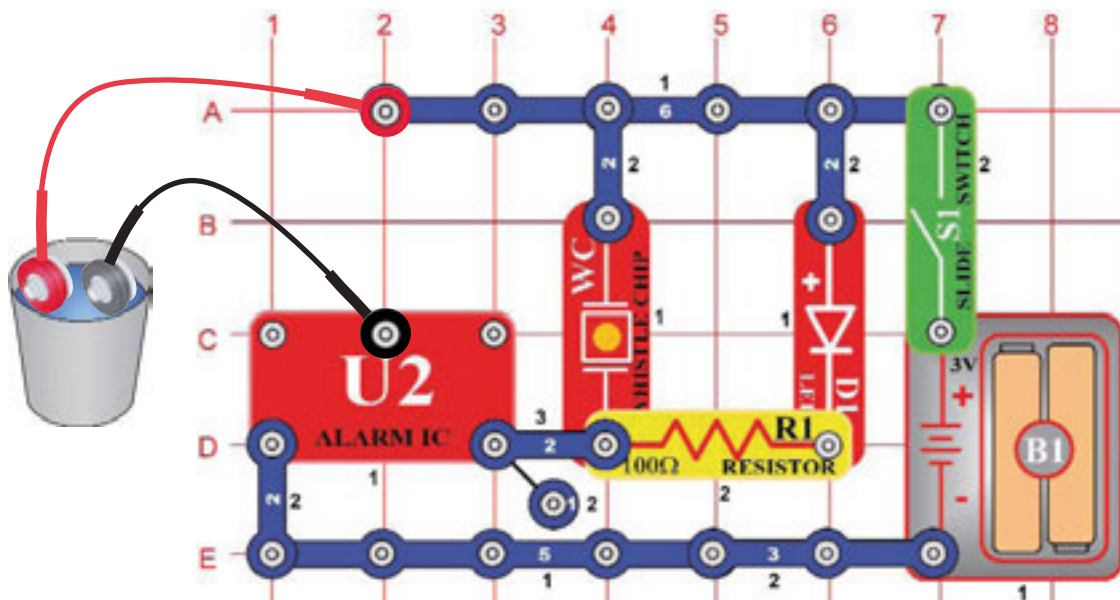 1 2 3 4 5 6 7 8
A 1 6
2 2 2 2 2
B
S1 SLIDE SWITCH
WC WHISTLE CHIP 1
+ 1
C
U2
ALARM IC
3V
+
-
B1
D 3 2
R1
100Ω RESISTOR
1 2
2 2 1 2
E 5 3
1 2 1